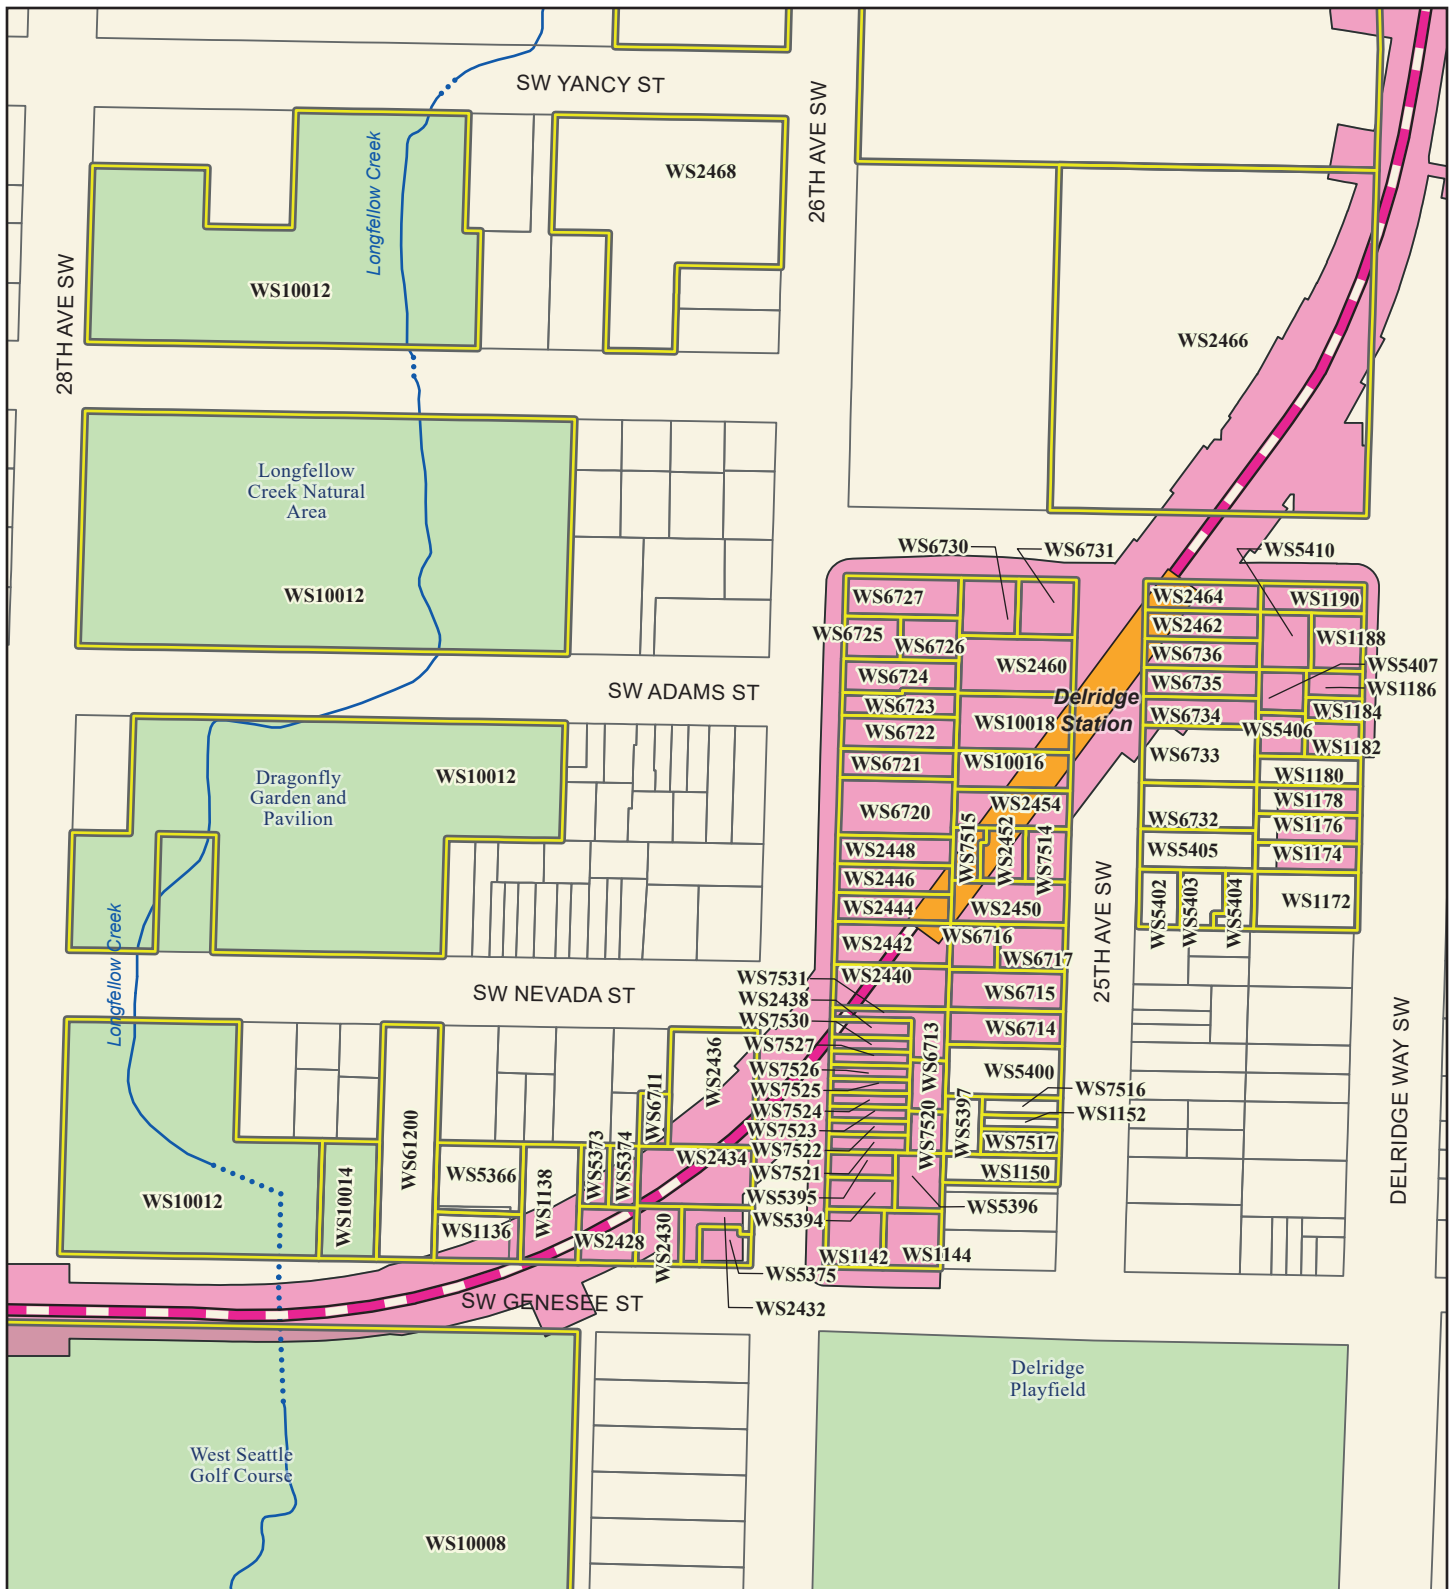 SW YANCY ST
26TH AVE SW
Longfellow Creek
WS2468
WS10012
28TH AVE SW
WS2466
Longfellow
Creek Natural
Area
WS10012
WS6730
WS6731
WS5410
WS6727
WS2464
WS1190
WS6725
WS6726
WS2462
WS1188
WS6736
WS2460
WS5407
WS6724
WS6735
WS1186
SW ADAMS ST
Delridge
Station
WS6723
WS10018
WS6734
WS1184
WS6722
WS5406
WS1182
WS6733
WS6721
WS10016
WS1180
Dragonfly
Garden and
Pavilion
WS10012
WS6720
WS2454
WS1178
WS6732
WS1176
WS7515
WS2452
WS7514
WS2448
WS5405
WS1174
WS2446
WS2444
WS2450
25TH AVE SW
WS5402
WS5403
WS5404
WS1172
Longfellow Creek
WS2442
WS6716
WS6717
WS7531
WS2440
SW NEVADA ST
WS2438
WS6715
WS7530
WS6714
DELRIDGE WAY SW
WS7527
WS6713
WS2436
WS7526
WS5400
WS7525
WS7516
WS6711
WS7524
WS1152
WS7523
WS7520
WS5397
WS7522
WS7517
WS61200
WS2434
WS7521
WS1150
WS5373
WS5374
WS5366
WS1138
WS5395
WS5396
WS10012
WS10014
WS5394
WS1136
WS2428
WS2430
WS1142
WS1144
WS5375
SW GENESEE ST
WS2432
Delridge
Playfield
West Seattle
Golf Course
WS10008